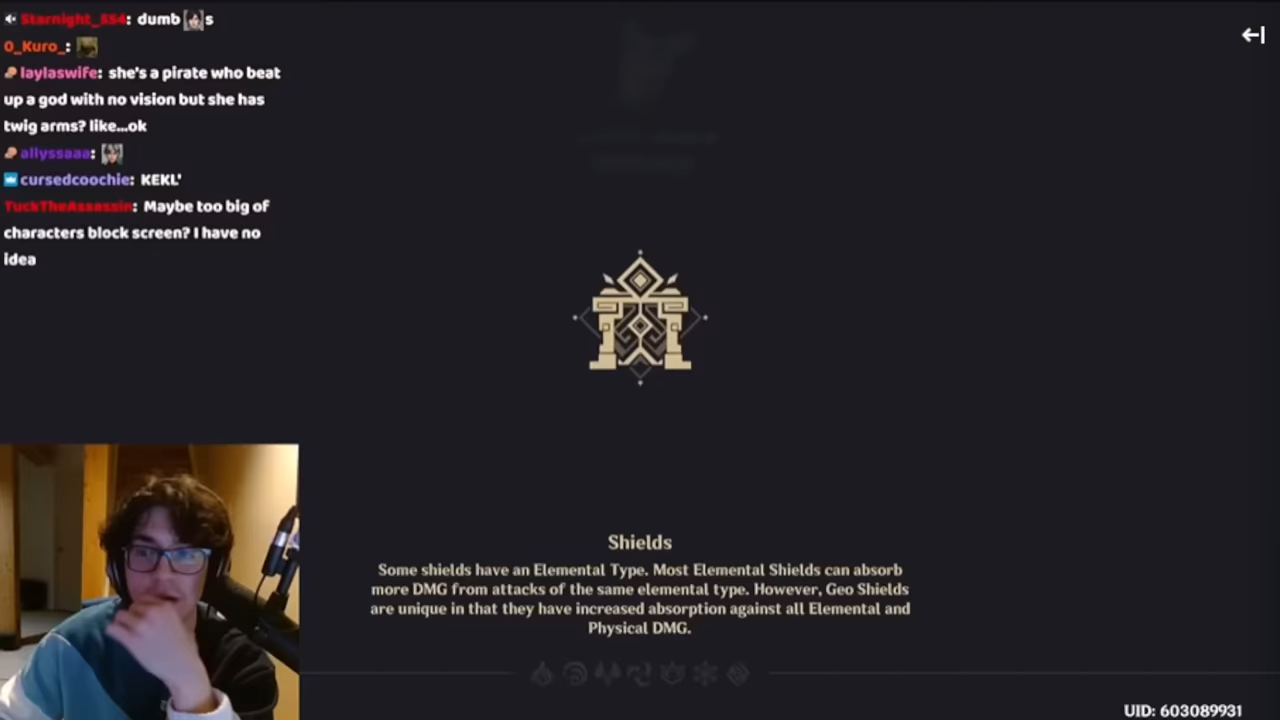 Starnight_554: dumb s
0_Kuro_:
laylaswife: she's a pirate who beat
up a god with no vision but she has
twig arms? like...ok
allyssaaa:
cursedcoochie: KEKL'
TuckTheAssassin: Maybe too big of
characters block screen? I have no
idea
Shields
Some shields have an Elemental Type. Most Elemental Shields can absorb
more DMG from attacks of the same elemental type. However, Geo Shields
are unique in that they have increased absorption against all Elemental and
Physical DMG.
UID: 603089931